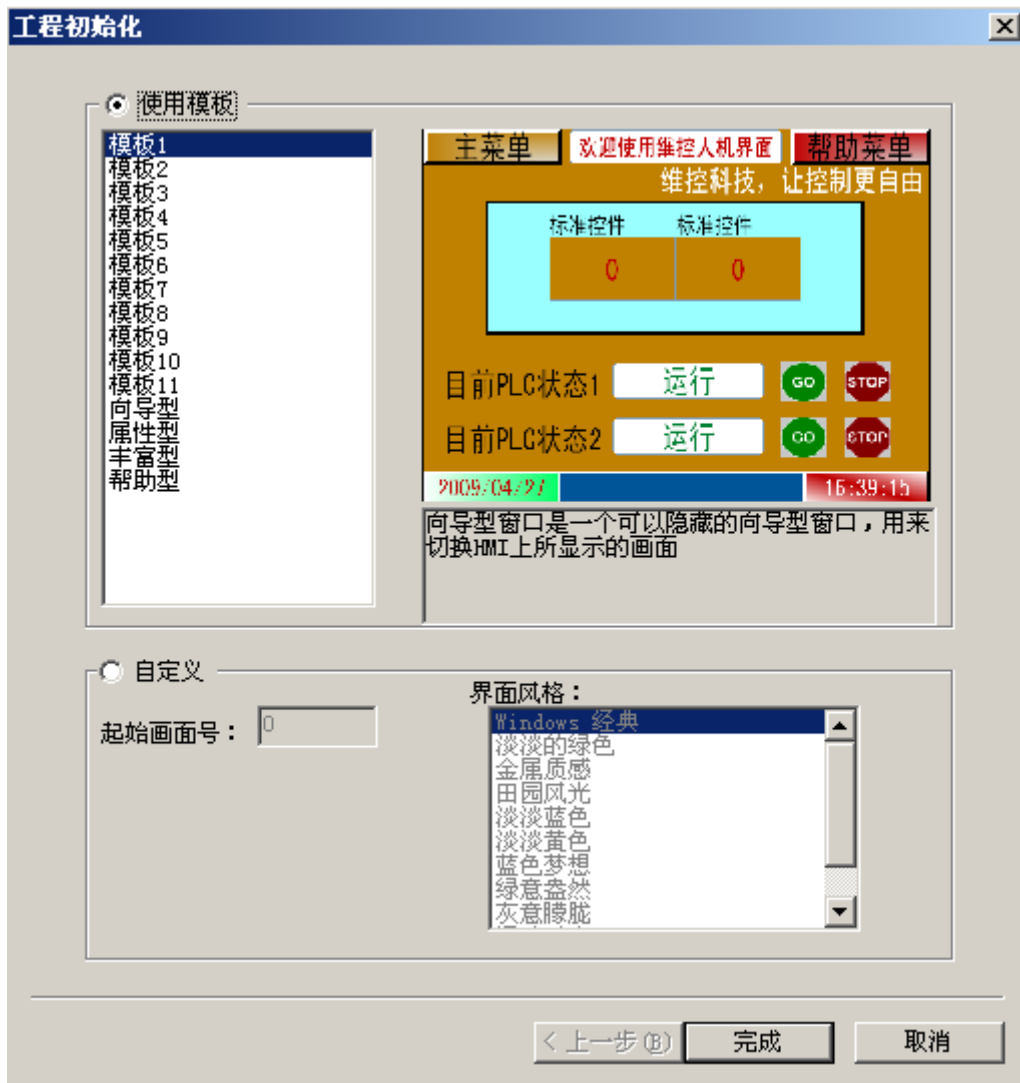 工程初始化
使用模板
模板1
模板2
模板3
模板4
模板5
模板6
模板7
模板8
模板9
模板10
模板11
向导型
属性型
丰富型
帮助型
主菜单 欢迎使用维控人机界面 帮助菜单
维控科技，让控制更自由
标准控件 标准控件
0 0
目前PLC状态1 运行 GO STOP
目前PLC状态2 运行 GO STOP
2009/04/27 16:39:15
向导型窗口是一个可以隐藏的向导型窗口，用来
切换HMI上所显示的画面
自定义
起始画面号： 0
界面风格：
Windows 经典
淡淡的绿色
金属质感
田园风光
淡淡蓝色
淡淡黄色
蓝色梦想
绿意盎然
灰意朦胧
< 上一步(B) 完成 取消